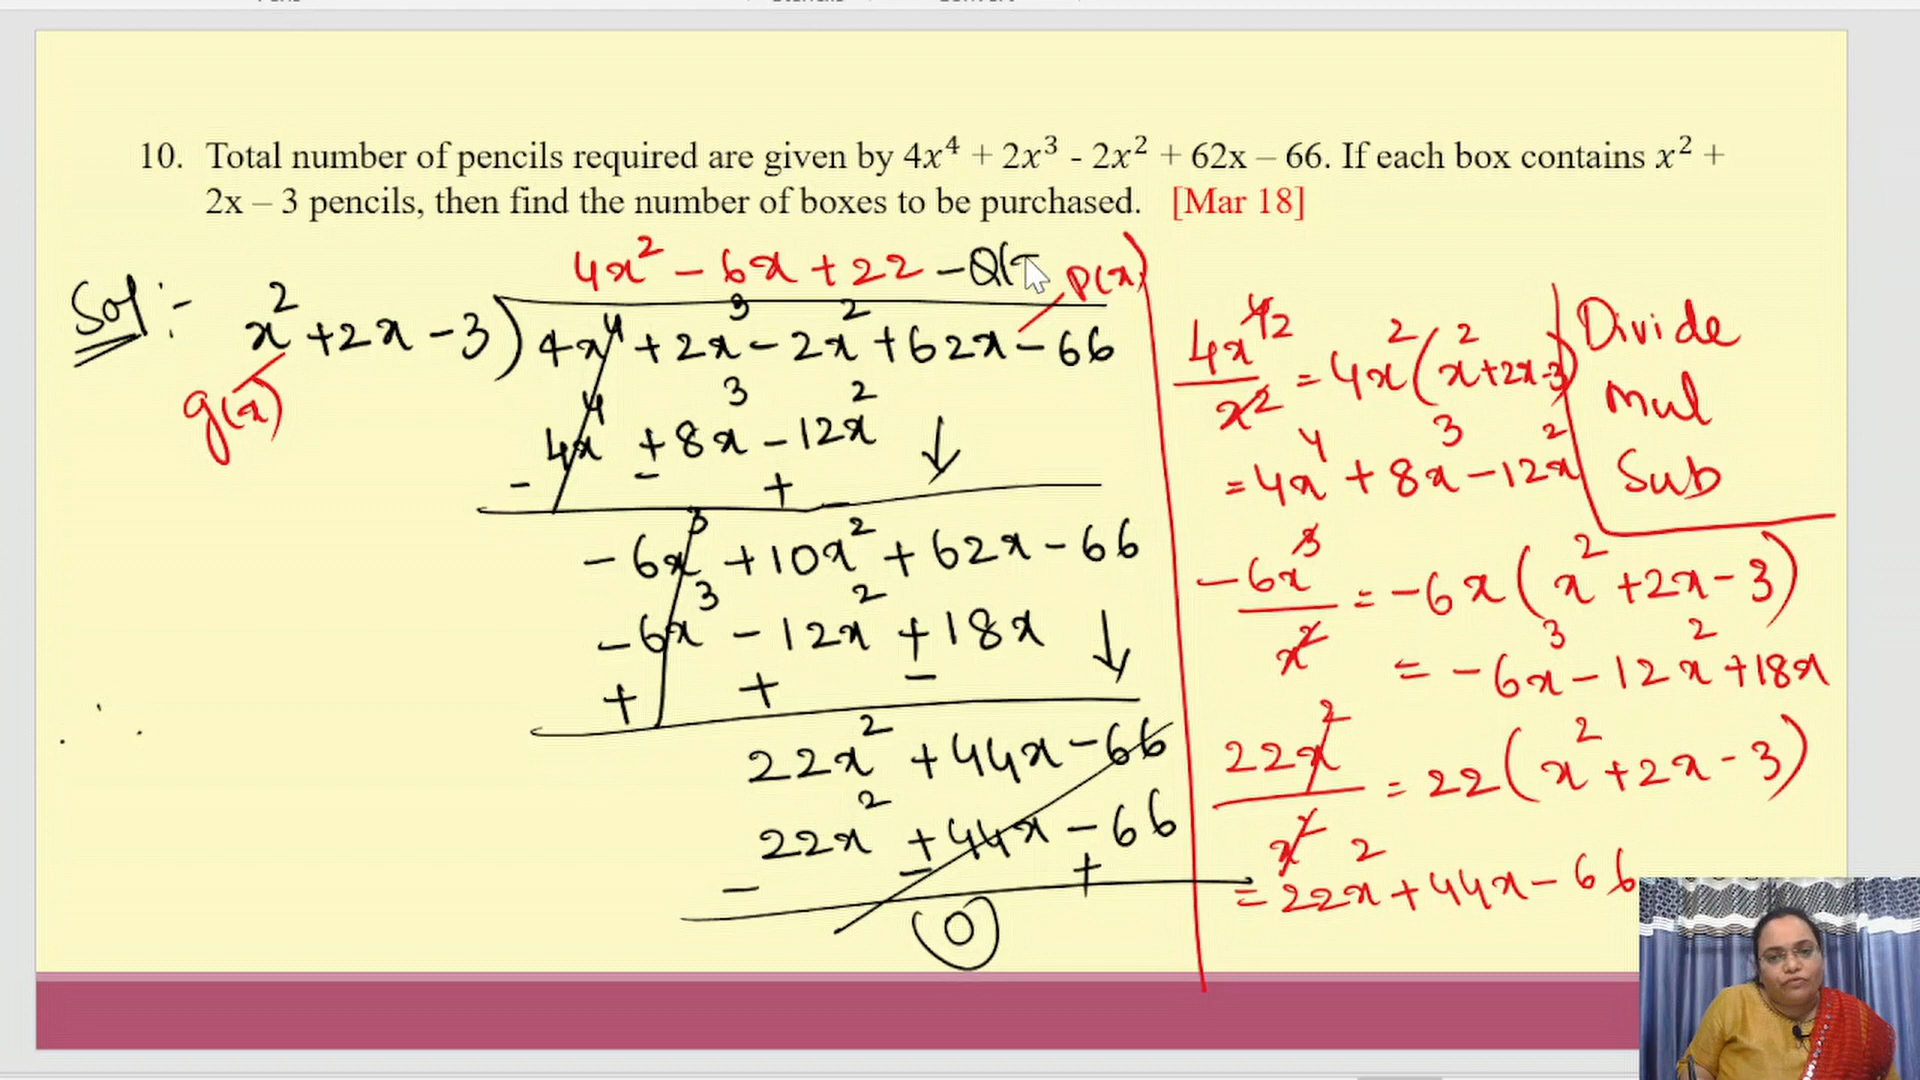 10. Total number of pencils required are given by 4x⁴ + 2x³ - 2x² + 62x – 66. If each box contains x² +
2x – 3 pencils, then find the number of boxes to be purchased. [Mar 18]
4x² - 6x + 22 - Q(
P(x)
Sol :-
x² + 2x - 3 ) 4x⁴ + 2x³ - 2x² + 62x - 66
g(x)
4x⁴ + 8x³ - 12x² ↓
- - +
-6x³ + 10x² + 62x - 66
-6x³ - 12x² + 18x ↓
+ + -
22x² + 44x - 66
22x² + 44x - 66
- - +
0
4x⁴² / x² = 4x² (x² + 2x - 3)
= 4x⁴ + 8x³ - 12x²
-6x³ / x² = -6x (x² + 2x - 3)
= -6x³ - 12x² + 18x
22x² / x² = 22 (x² + 2x - 3)
= 22x² + 44x - 66
Divide
Mul
Sub